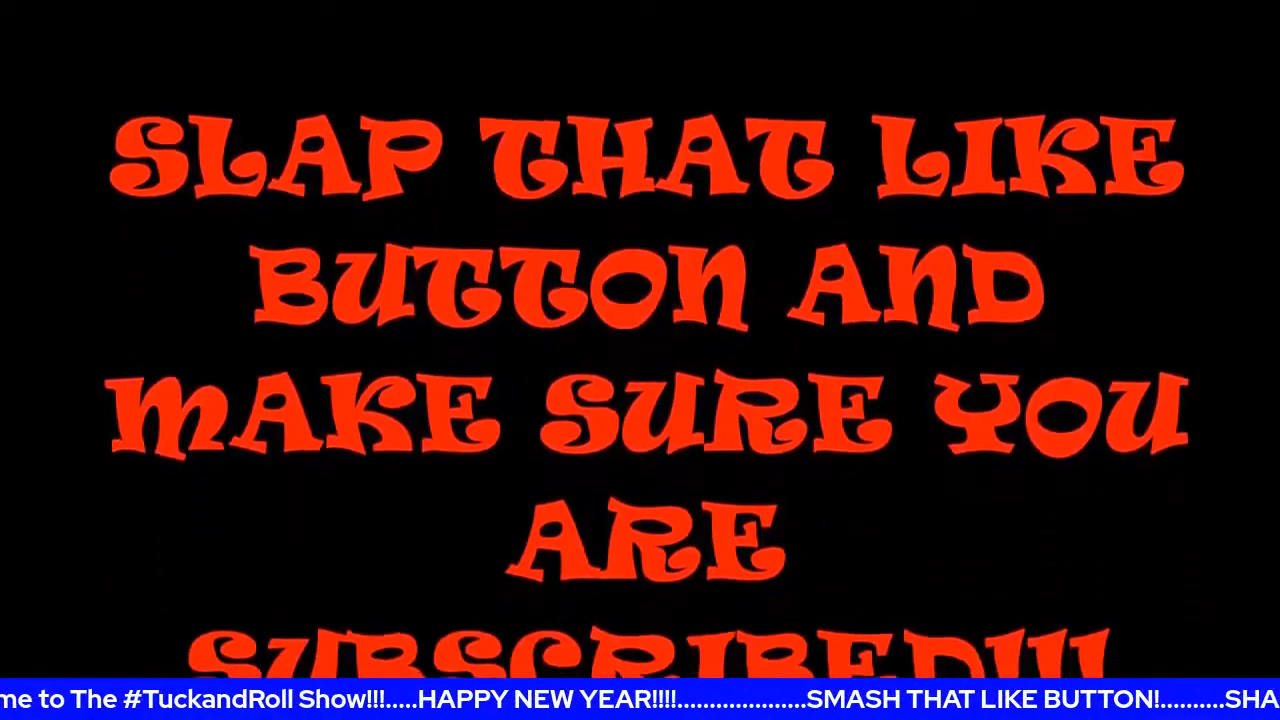 SLAP THAT LIKE
BUTTON AND
MAKE SURE YOU
ARE
SUBSCRIBED!!!
me to The #TuckandRoll Show!!!.....HAPPY NEW YEAR!!!!....................SMASH THAT LIKE BUTTON!..........SHA